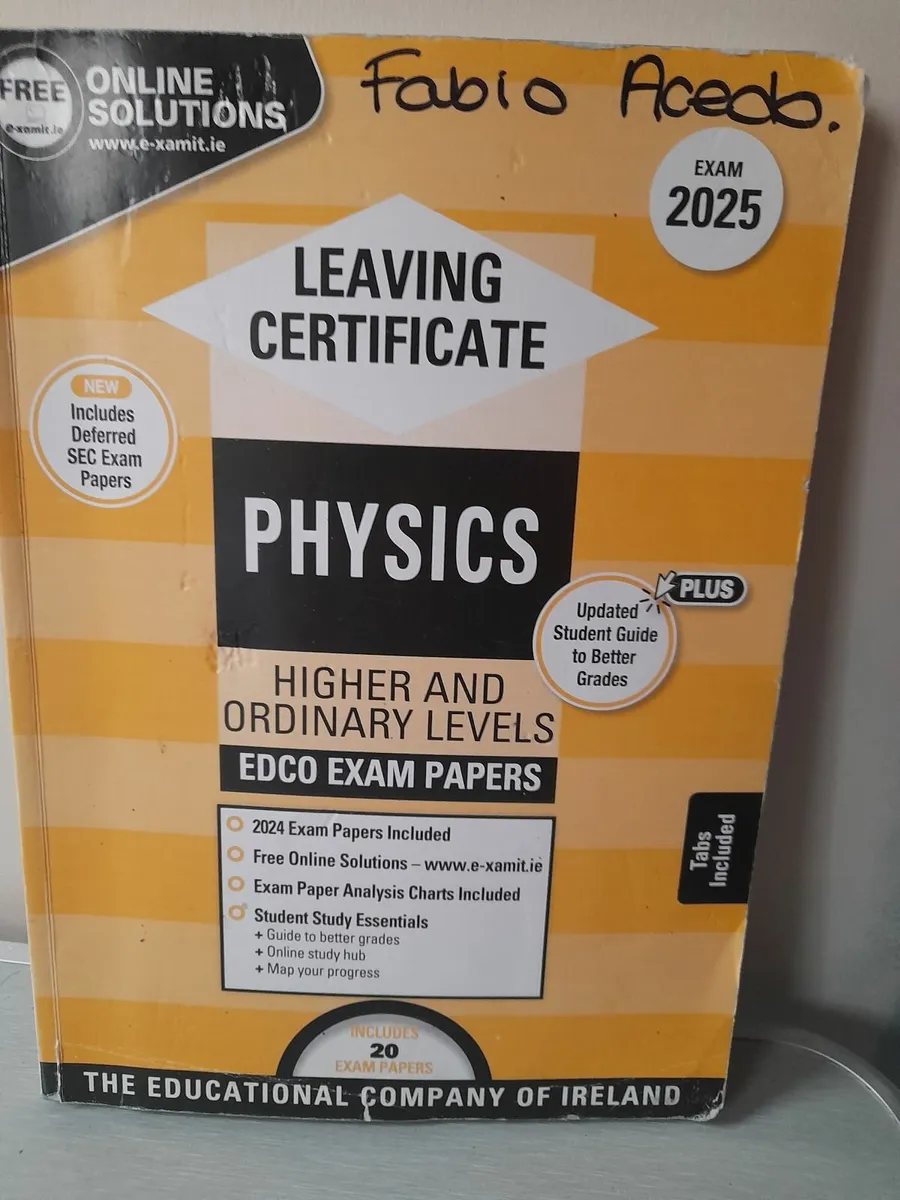 FREE
e-xamit.ie
ONLINE
SOLUTIONS
www.e-xamit.ie
Fabio Acedo.
EXAM
2025
LEAVING
CERTIFICATE
NEW
Includes
Deferred
SEC Exam
Papers
PHYSICS
PLUS
Updated
Student Guide
to Better
Grades
HIGHER AND
ORDINARY LEVELS
EDCO EXAM PAPERS
2024 Exam Papers Included
Free Online Solutions – www.e-xamit.ie
Exam Paper Analysis Charts Included
Student Study Essentials
+ Guide to better grades
+ Online study hub
+ Map your progress
Tabs
Included
INCLUDES
20
EXAM PAPERS
THE EDUCATIONAL COMPANY OF IRELAND